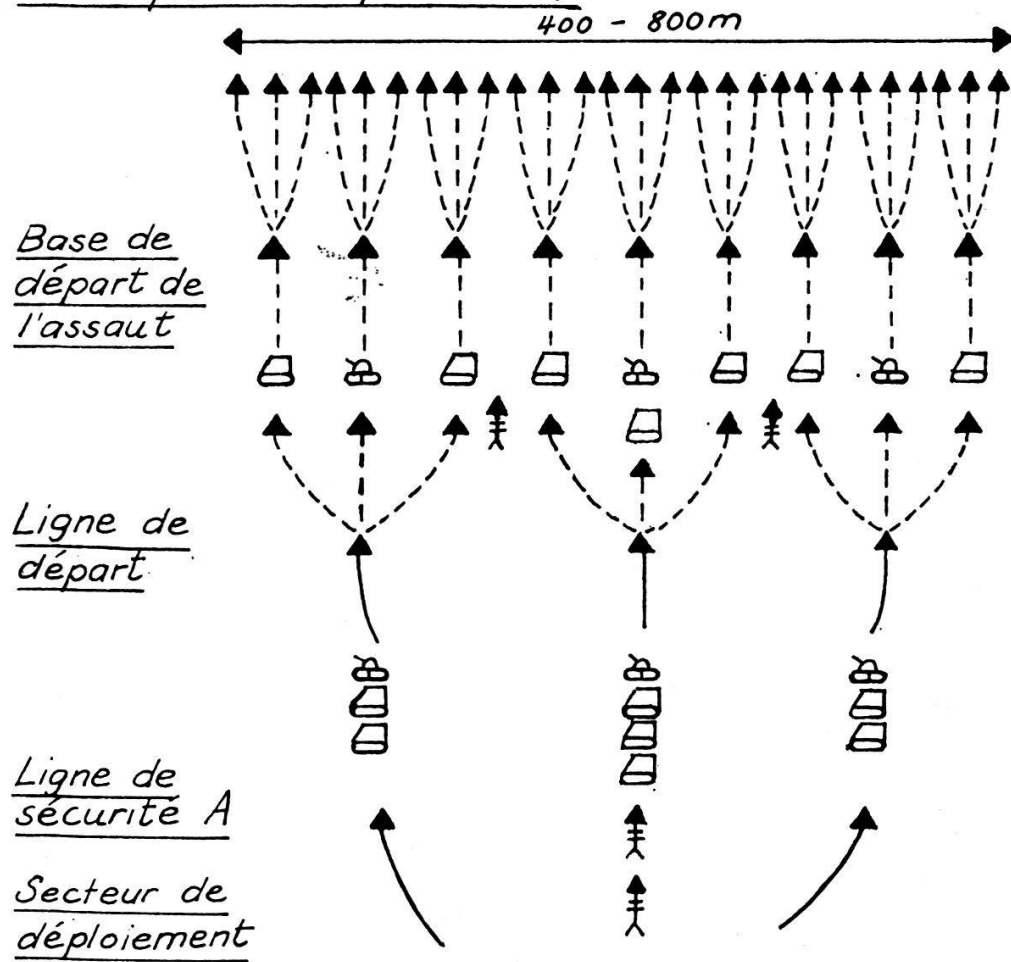 400 - 800m
Base de
départ de
l'assaut
Ligne de
départ
Ligne de
sécurité A
Secteur de
déploiement